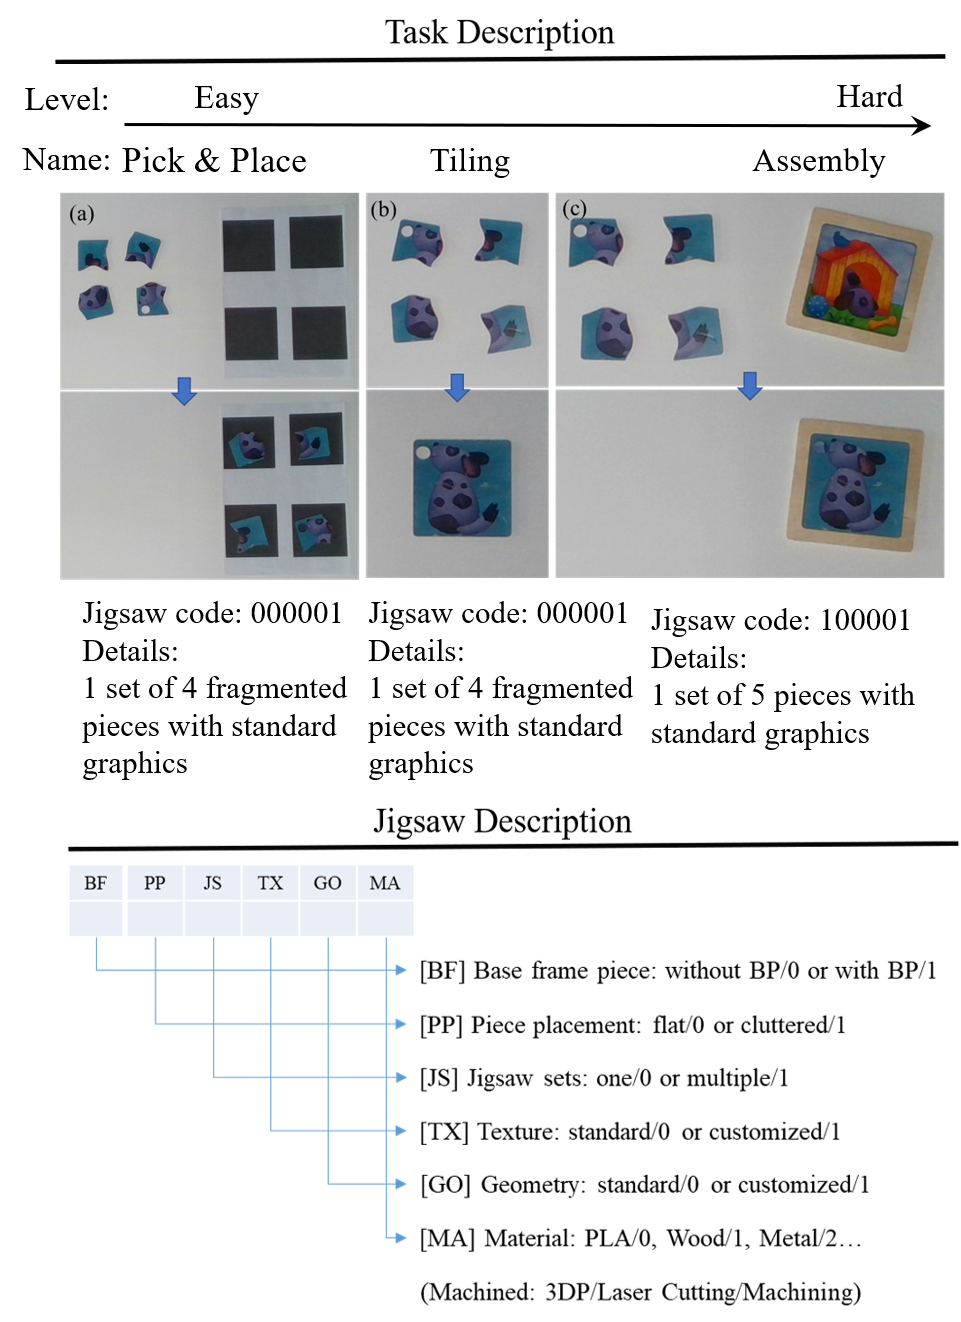 Task Description
Level: Easy Hard
Name: Pick & Place Tiling Assembly
(a) (b) (c)
Jigsaw code: 000001
Details:
1 set of 4 fragmented
pieces with standard
graphics
Jigsaw code: 000001
Details:
1 set of 4 fragmented
pieces with standard
graphics
Jigsaw code: 100001
Details:
1 set of 5 pieces with
standard graphics
Jigsaw Description
BF PP JS TX GO MA
[BF] Base frame piece: without BP/0 or with BP/1
[PP] Piece placement: flat/0 or cluttered/1
[JS] Jigsaw sets: one/0 or multiple/1
[TX] Texture: standard/0 or customized/1
[GO] Geometry: standard/0 or customized/1
[MA] Material: PLA/0, Wood/1, Metal/2…
(Machined: 3DP/Laser Cutting/Machining)